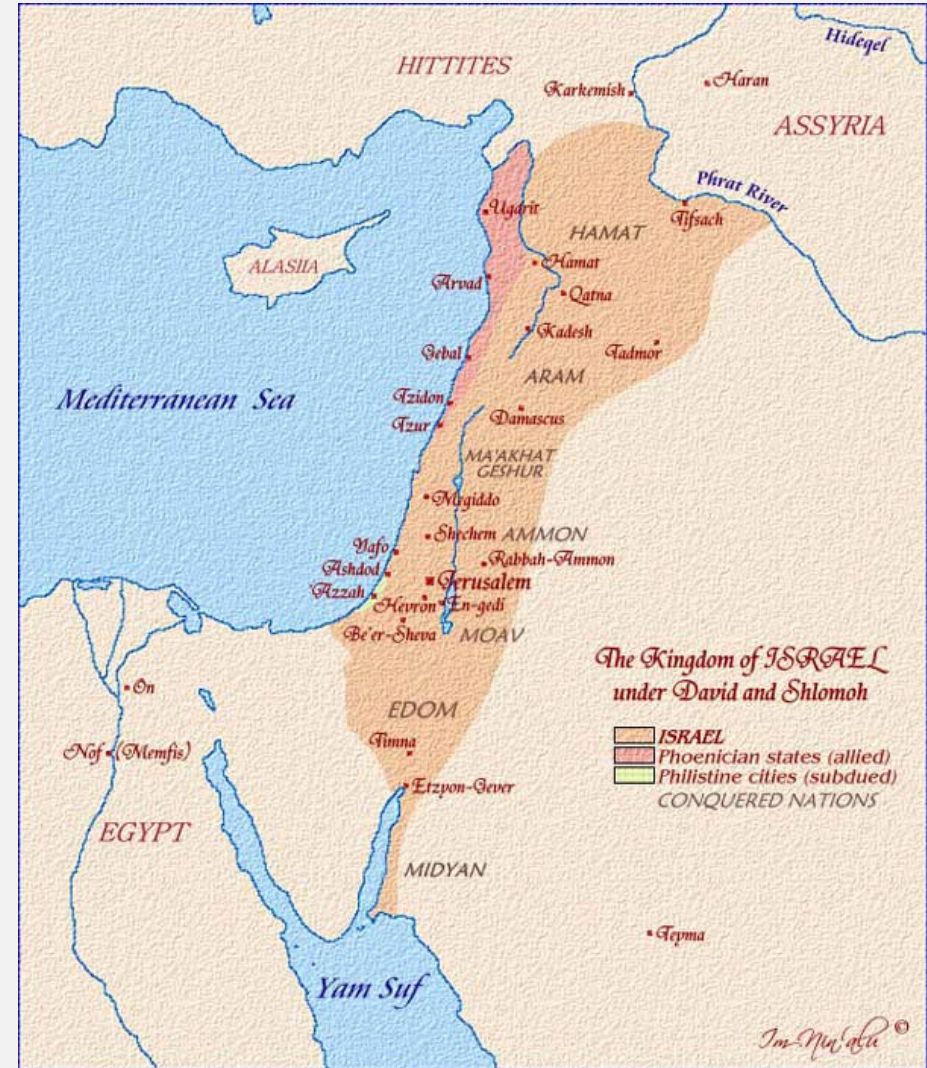 Hideqel
HITTITES
Karkemish
Haran
ASSYRIA
Phrat River
Ugarit
Tifsach
HAMAT
Hamat
ALASIIA
Arvad
Qatna
Kadesh
Tadmor
Gebal
ARAM
Mediterranean Sea
Tzidon
Damascus
Tzur
MA'AKHAT
GESHUR
Megiddo
Shechem
AMMON
Yafo
Rabbah-Ammon
Ashdod
Jerusalem
'Azzah
Hevron
En-gedi
Be'er-Sheva
MOAV
The Kingdom of ISRAEL
under David and Shlomoh
On
EDOM
ISRAEL
Timna
Nof (Memfis)
Phoenician states (allied)
Philistine cities (subdued)
Etzyon-Gever
CONQUERED NATIONS
EGYPT
MIDYAN
Teyma
Yam Suf
Im-Nin'alu ©